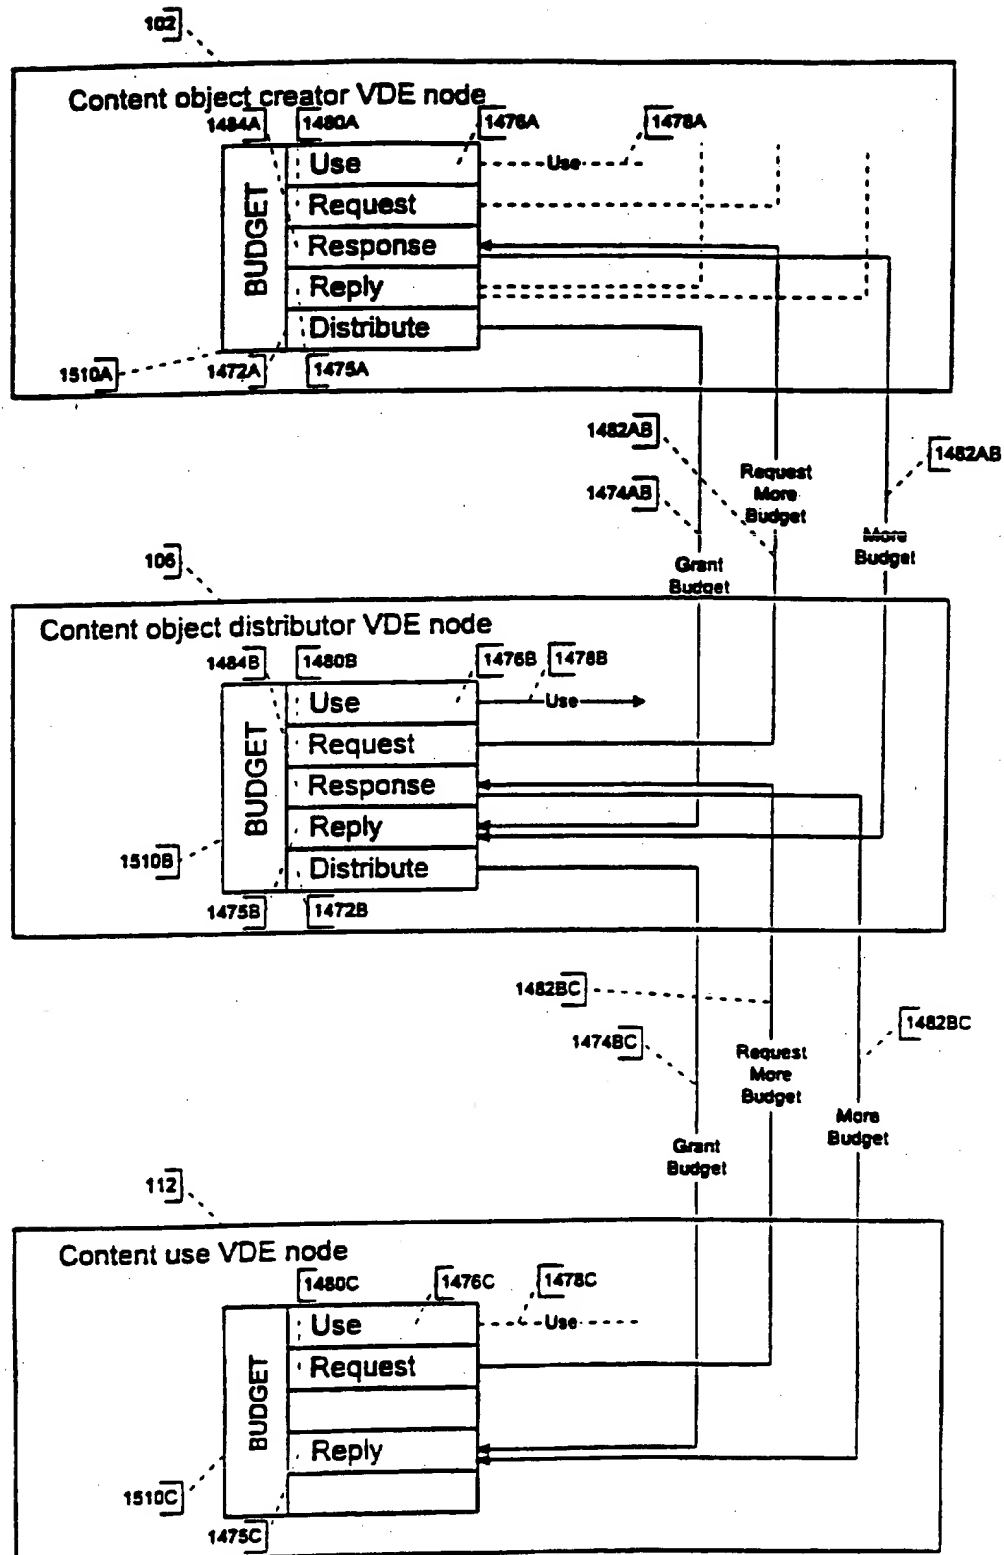 102
Content object creator VDE node
1484A
1480A
1476A
1478A
BUDGET
Use
Use
Request
Response
Reply
Distribute
1510A
1472A
1475A
1482AB
1482AB
1474AB
Request
More
Budget
More
Budget
Grant
Budget
106
Content object distributor VDE node
1484B
1480B
1476B
1478B
BUDGET
Use
Use
Request
Response
Reply
Distribute
1510B
1475B
1472B
1482BC
1482BC
1474BC
Request
More
Budget
More
Budget
Grant
Budget
112
Content use VDE node
1480C
1476C
1478C
BUDGET
Use
Use
Request
Reply
1510C
1475C